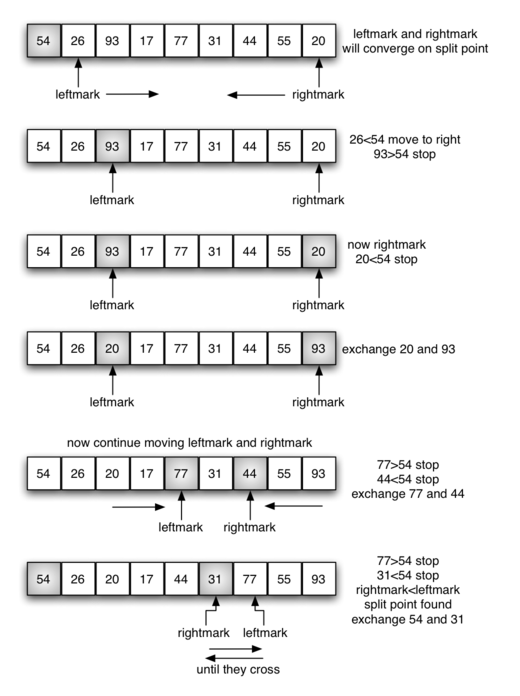 54 26 93 17 77 31 44 55 20
leftmark and rightmark
will converge on split point
leftmark rightmark
54 26 93 17 77 31 44 55 20
26<54 move to right
93>54 stop
leftmark rightmark
54 26 93 17 77 31 44 55 20
now rightmark
20<54 stop
leftmark rightmark
54 26 20 17 77 31 44 55 93
exchange 20 and 93
leftmark rightmark
now continue moving leftmark and rightmark
54 26 20 17 77 31 44 55 93
77>54 stop
44<54 stop
exchange 77 and 44
leftmark rightmark
54 26 20 17 44 31 77 55 93
77>54 stop
31<54 stop
rightmark<leftmark
split point found
exchange 54 and 31
rightmark leftmark
until they cross